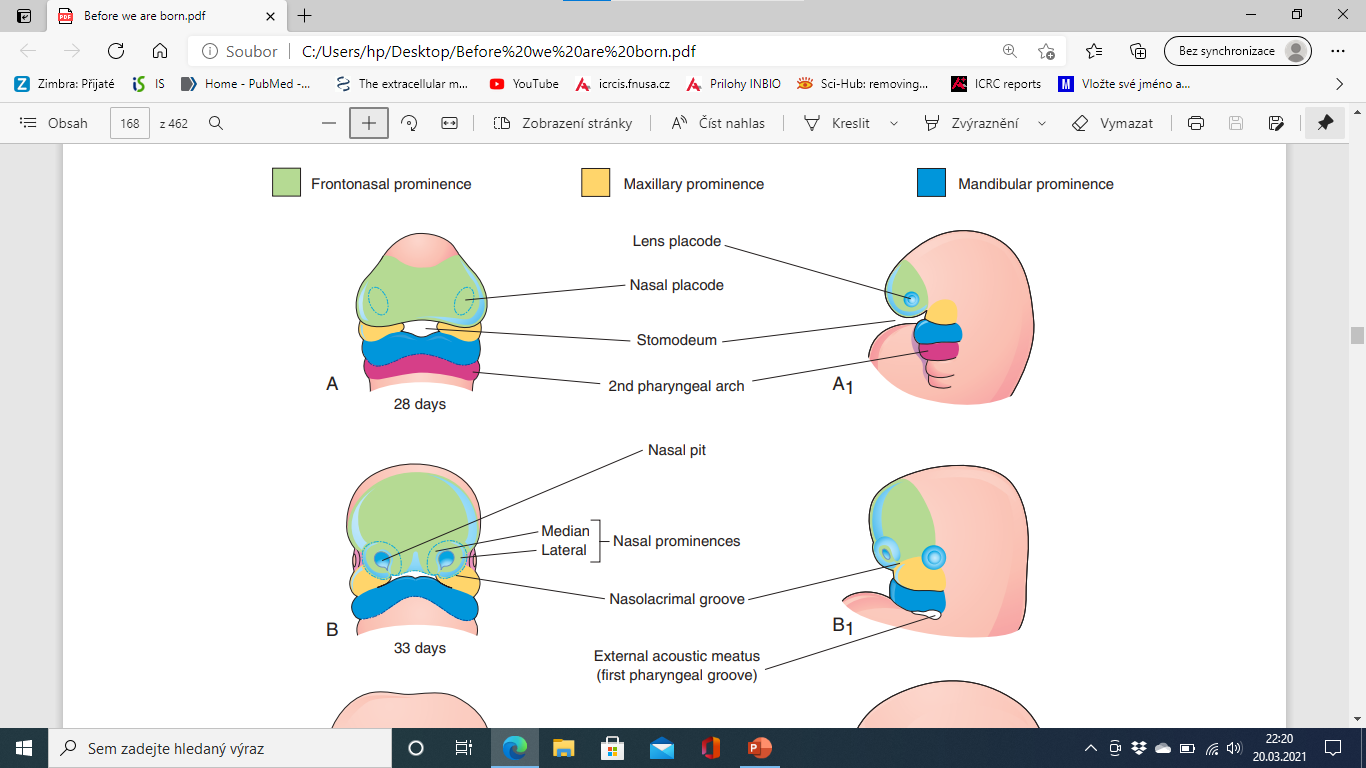 Before we are born.pdf
Soubor | C:/Users/hp/Desktop/Before%20we%20are%20born.pdf
Bez synchronizace
Zimbra: Přijaté
IS
Home - PubMed -...
The extracellular m...
YouTube
icrcis.fnusa.cz
Prilohy INBIO
Sci-Hub: removing...
ICRC reports
Vložte své jméno a...
Obsah
168 z 462
Zobrazení stránky
Číst nahlas
Kreslit
Zvýraznění
Vymazat
Frontonasal prominence
Maxillary prominence
Mandibular prominence
Lens placode
Nasal placode
Stomodeum
2nd pharyngeal arch
A
28 days
A1
Nasal pit
Median
Lateral
Nasal prominences
Nasolacrimal groove
B
33 days
B1
External acoustic meatus
(first pharyngeal groove)
Sem zadejte hledaný výraz
22:20
20.03.2021